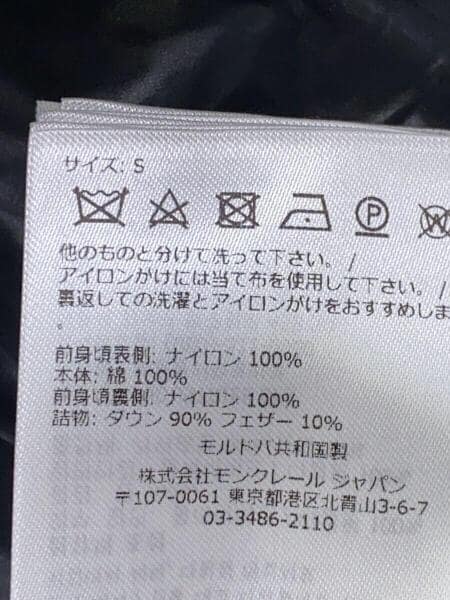 サイズ: S
P W
他のものと分けて洗って下さい。/
アイロンがけには当て布を使用して下さい。/
裏返しての洗濯とアイロンがけをおすすめしま
。
前身頃表側: ナイロン 100%
本体: 綿 100%
前身頃裏側: ナイロン 100%
詰物: ダウン 90% フェザー 10%
モルドバ共和国製
株式会社モンクレール ジャパン
〒107-0061 東京都港区北青山3-6-7
03-3486-2110